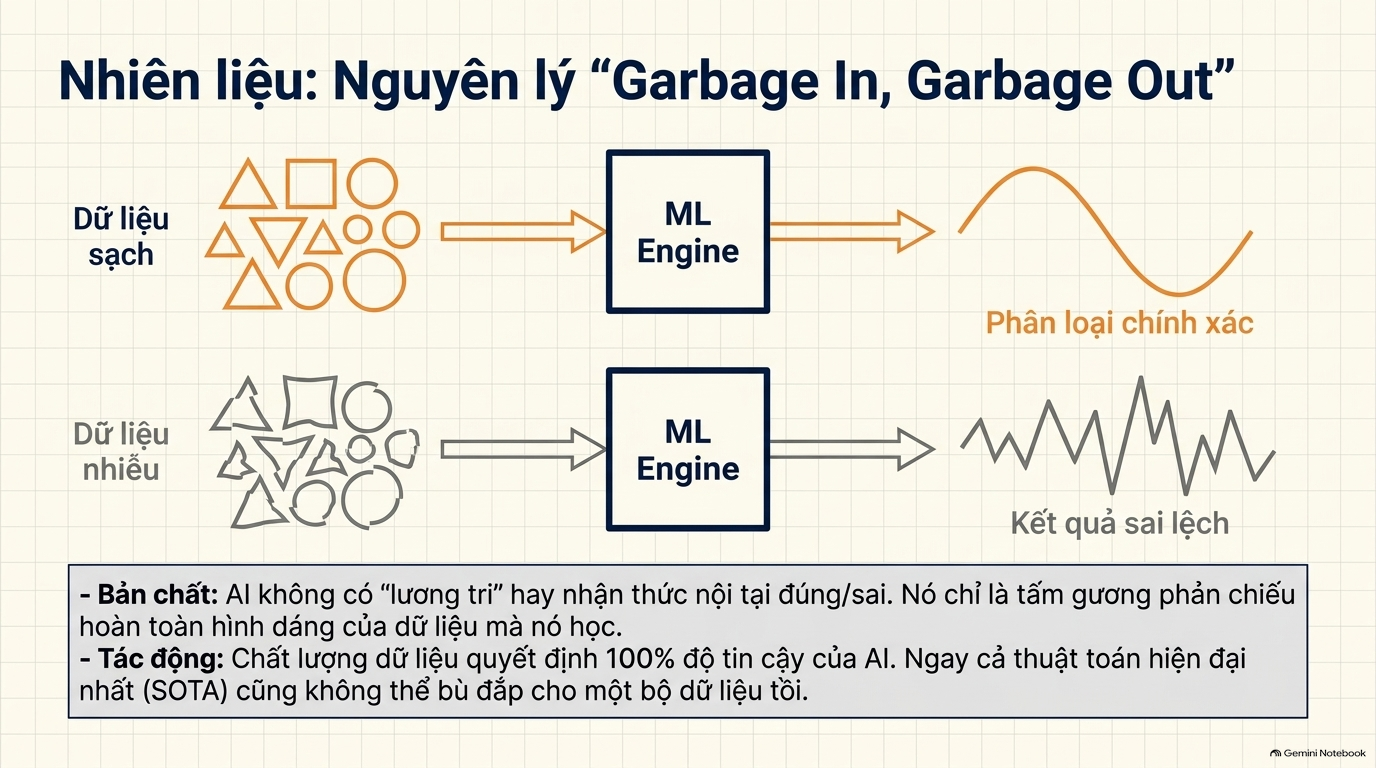 Nhiên liệu: Nguyên lý “Garbage In, Garbage Out”
Dữ liệu
sạch
ML
Engine
Phân loại chính xác
Dữ liệu
nhiễu
ML
Engine
Kết quả sai lệch
- Bản chất: AI không có “lương tri” hay nhận thức nội tại đúng/sai. Nó chỉ là tấm gương phản chiếu
hoàn toàn hình dáng của dữ liệu mà nó học.
- Tác động: Chất lượng dữ liệu quyết định 100% độ tin cậy của AI. Ngay cả thuật toán hiện đại
nhất (SOTA) cũng không thể bù đắp cho một bộ dữ liệu tồi.
Gemini Notebook